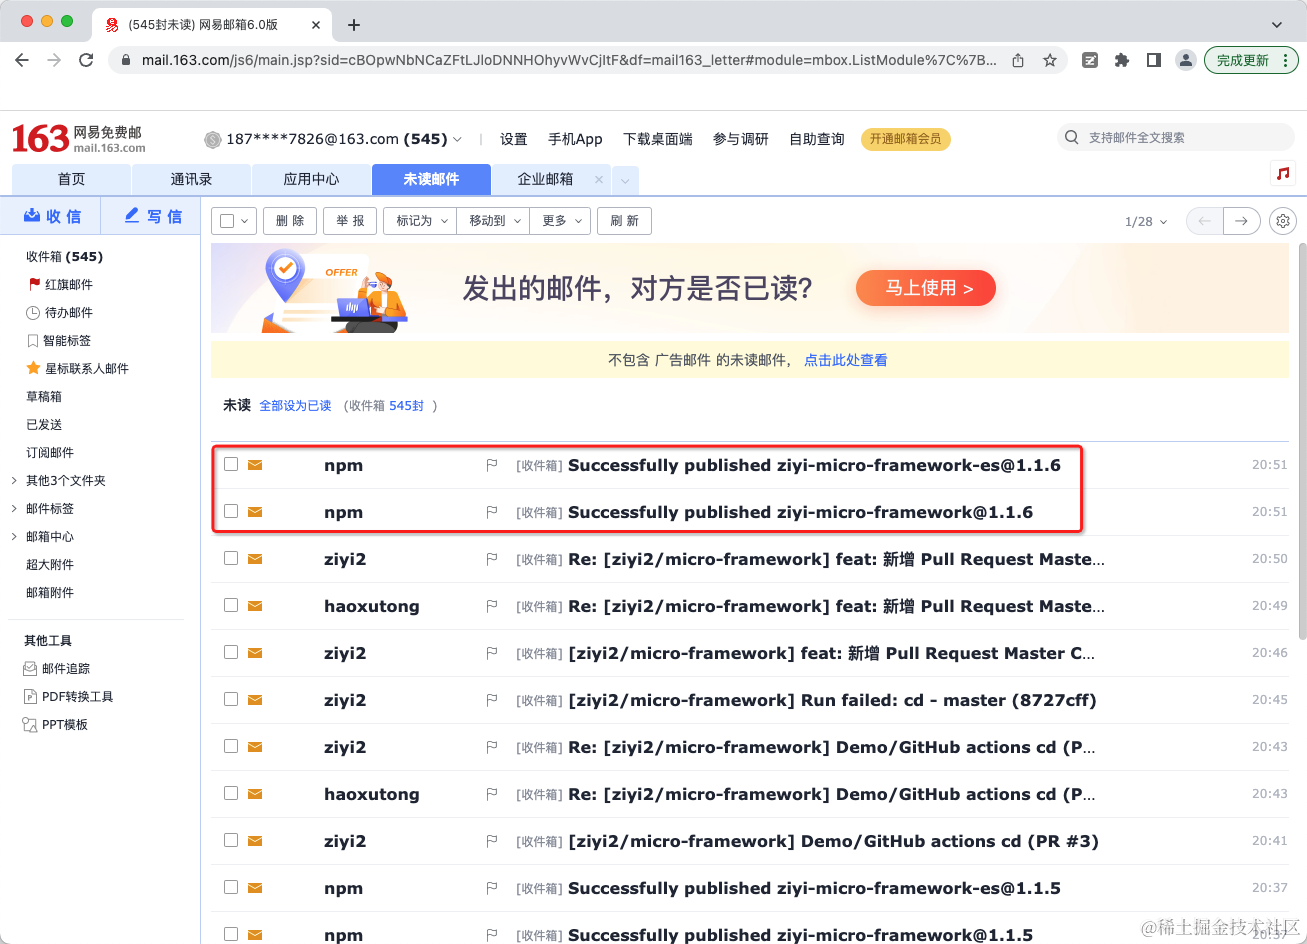 (545封未读) 网易邮箱6.0版
mail.163.com/js6/main.jsp?sid=cBOpwNbNCaZFtLJloDNNHOhyvWvCjItF&df=mail163_letter#module=mbox.ListModule%7C%7B...
完成更新
163 网易免费邮
mail.163.com
187****7826@163.com (545)
设置 手机App 下载桌面端 参与调研 自助查询 开通邮箱会员
支持邮件全文搜索
首页 通讯录 应用中心 未读邮件 企业邮箱
收信 写信
删除 举报 标记为 移动到 更多 刷新
1/28
收件箱 (545)
红旗邮件
待办邮件
智能标签
星标联系人邮件
草稿箱
已发送
订阅邮件
其他3个文件夹
邮件标签
邮箱中心
超大附件
邮箱附件
其他工具
邮件追踪
PDF转换工具
PPT模板
OFFER
发出的邮件，对方是否已读? 马上使用 >
不包含 广告邮件 的未读邮件， 点击此处查看
未读 全部设为已读 (收件箱 545封 )
npm [收件箱] Successfully published ziyi-micro-framework-es@1.1.6 20:51
npm [收件箱] Successfully published ziyi-micro-framework@1.1.6 20:51
ziyi2 [收件箱] Re: [ziyi2/micro-framework] feat: 新增 Pull Request Maste... 20:50
haoxutong [收件箱] Re: [ziyi2/micro-framework] feat: 新增 Pull Request Maste... 20:49
ziyi2 [收件箱] [ziyi2/micro-framework] feat: 新增 Pull Request Master C... 20:46
ziyi2 [收件箱] [ziyi2/micro-framework] Run failed: cd - master (8727cff) 20:45
ziyi2 [收件箱] Re: [ziyi2/micro-framework] Demo/GitHub actions cd (P... 20:43
haoxutong [收件箱] Re: [ziyi2/micro-framework] Demo/GitHub actions cd (P... 20:43
ziyi2 [收件箱] [ziyi2/micro-framework] Demo/GitHub actions cd (PR #3) 20:41
npm [收件箱] Successfully published ziyi-micro-framework-es@1.1.5 20:37
npm [收件箱] Successfully published ziyi-micro-framework@1.1.5 20:37
@稀土掘金技术社区